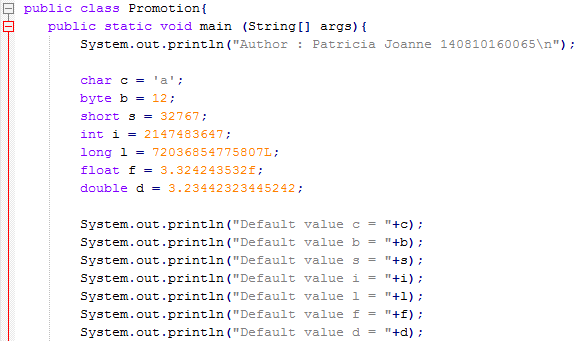 public class Promotion{
public static void main (String[] args){
System.out.println("Author : Patricia Joanne 140810160065\n");
char c = 'a';
byte b = 12;
short s = 32767;
int i = 2147483647;
long l = 72036854775807L;
float f = 3.324243532f;
double d = 3.23442323445242;
System.out.println("Default value c = "+c);
System.out.println("Default value b = "+b);
System.out.println("Default value s = "+s);
System.out.println("Default value i = "+i);
System.out.println("Default value l = "+l);
System.out.println("Default value f = "+f);
System.out.println("Default value d = "+d);